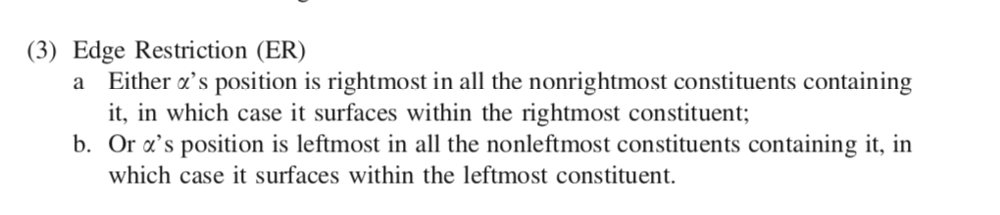 (3) Edge Restriction (ER)
a Either α's position is rightmost in all the nonrightmost constituents containing
it, in which case it surfaces within the rightmost constituent;
b. Or α's position is leftmost in all the nonleftmost constituents containing it, in
which case it surfaces within the leftmost constituent.